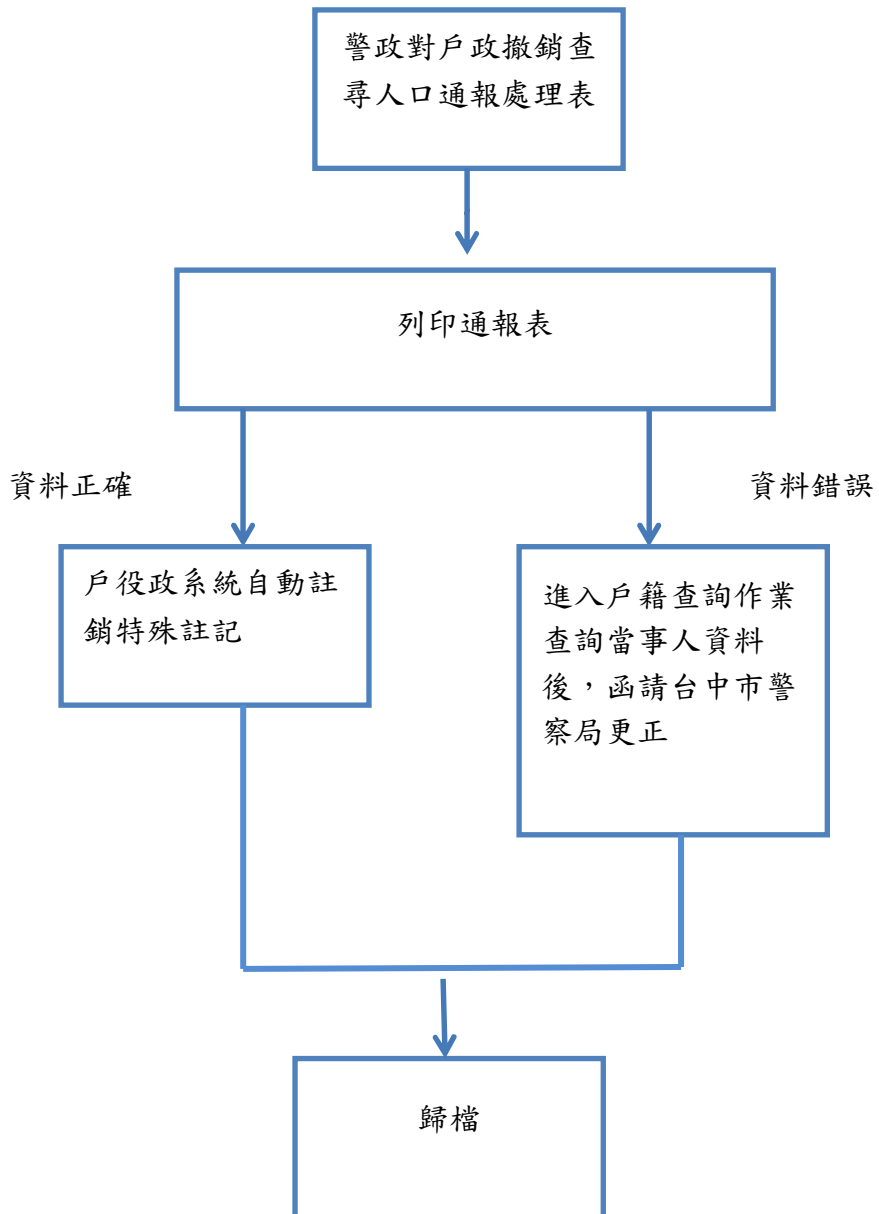 警政對戶政撤銷查
尋人口通報處理表
列印通報表
資料正確
資料錯誤
戶役政系統自動註
銷特殊註記
進入戶籍查詢作業
查詢當事人資料
後，函請台中市警
察局更正
歸檔